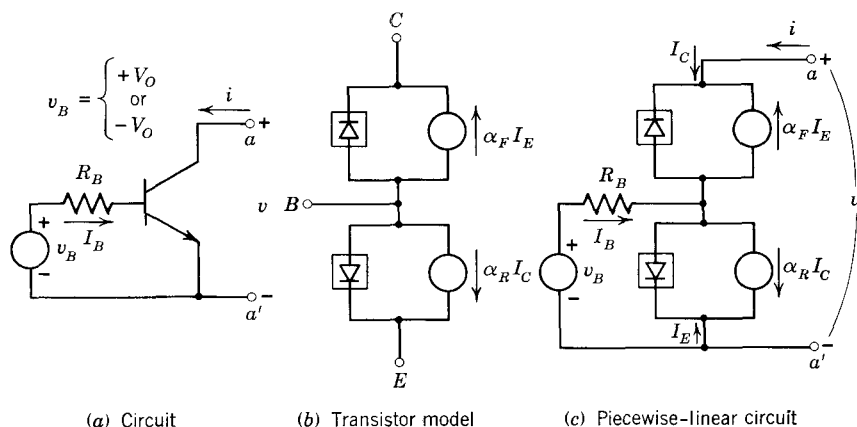 v_B = { +V_O
or
−V_O
i
a +
R_B
I_B
+
v_B
−
a' −
v
(a) Circuit
C
α_F I_E
B
α_R I_C
E
(b) Transistor model
I_C
i
a +
α_F I_E
R_B
I_B
+
v_B
−
α_R I_C
I_E
a' −
v
(c) Piecewise-linear circuit